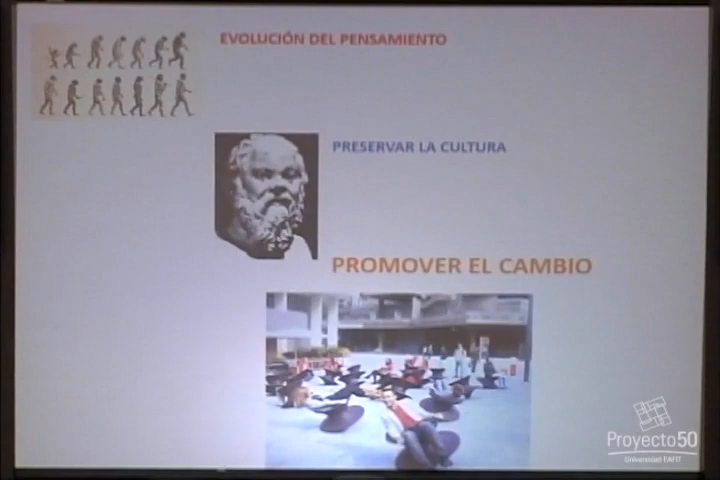 EVOLUCIÓN DEL PENSAMIENTO
PRESERVAR LA CULTURA
PROMOVER EL CAMBIO
Proyecto50
Universidad EAFIT